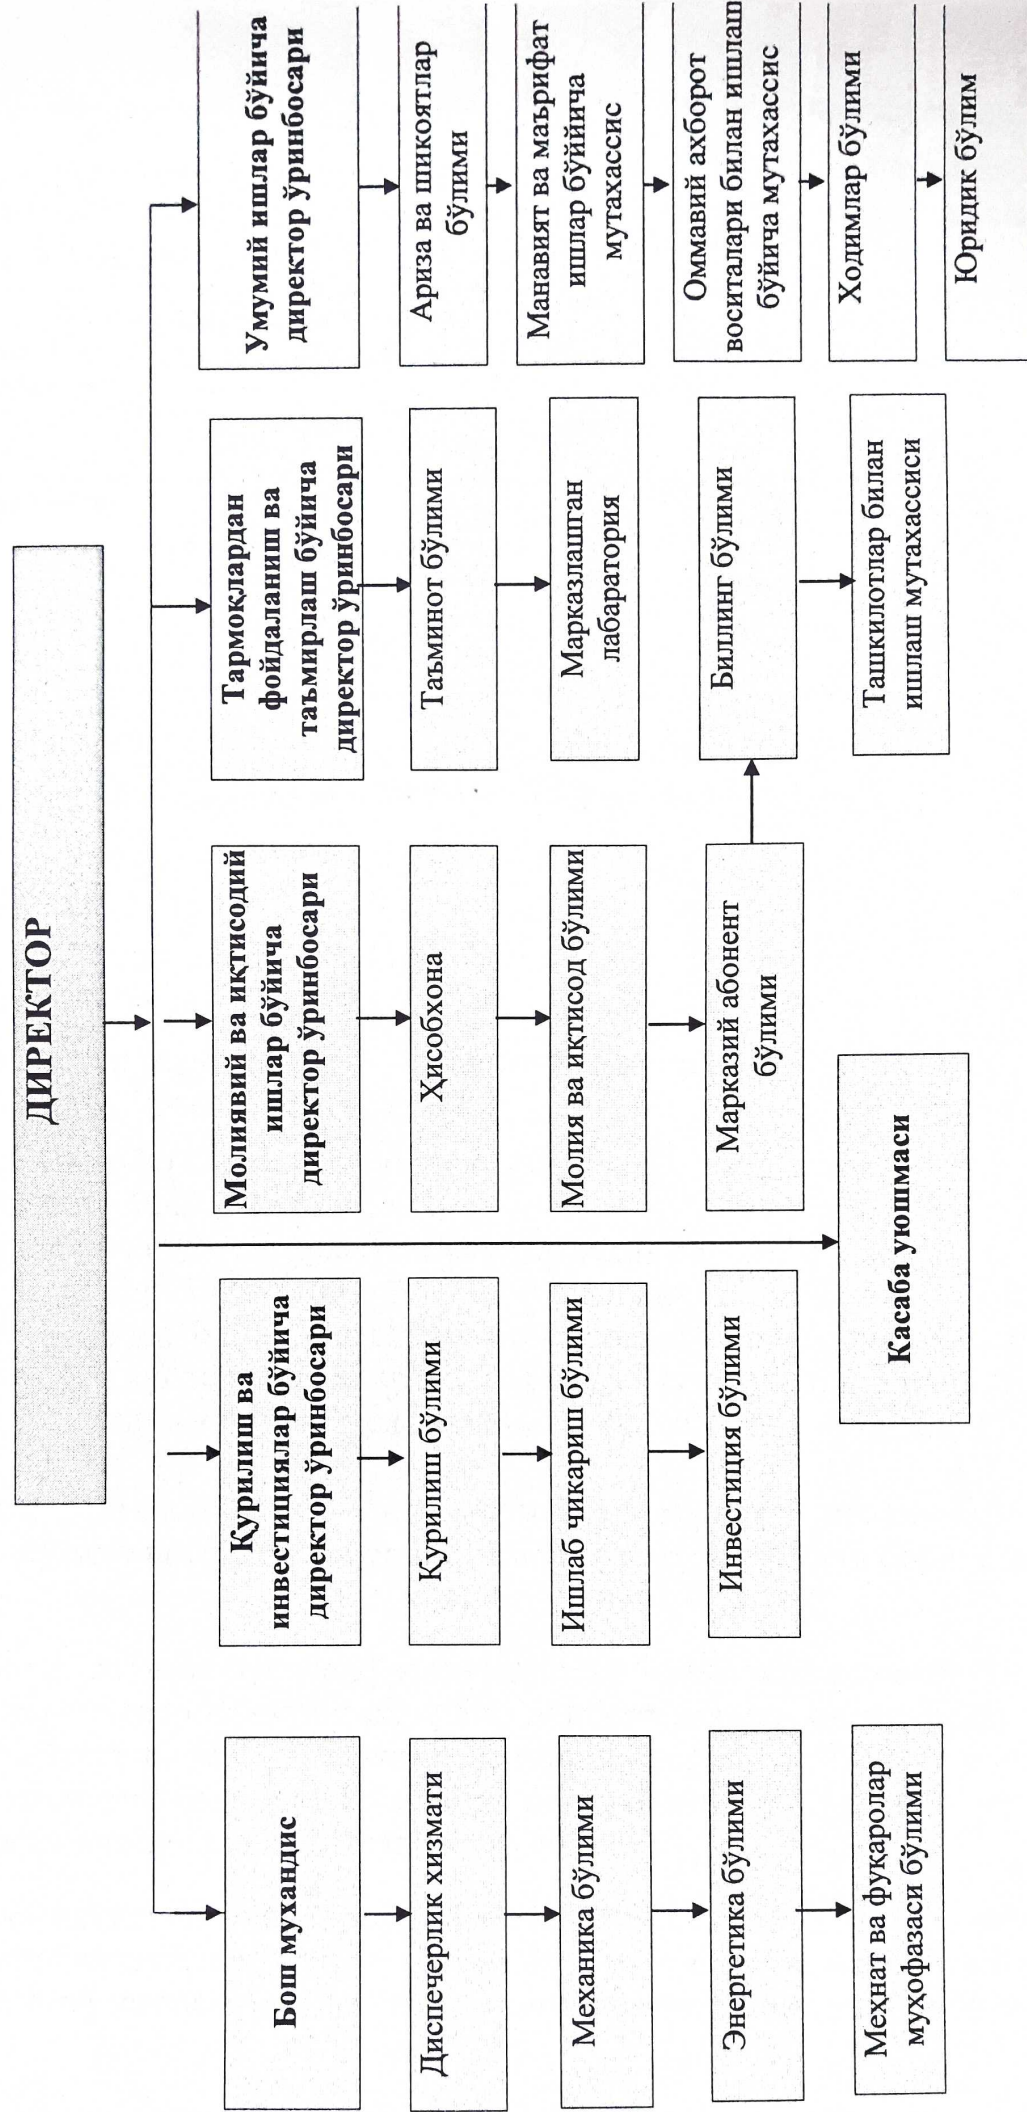 ДИРЕКТОР
Бош мухандис
Диспечерлик хизмати
Механика бўлими
Энергетика бўлими
Меҳнат ва фуқаролар
муҳофазаси бўлими
Қурилиш ва
инвестициялар бўйича
директор ўринбосари
Қурилиш бўлими
Ишлаб чикариш бўлими
Инвестиция бўлими
Касаба уюшмаси
Молиявий ва иқтисодий
ишлар бўйича
директор ўринбосари
Ҳисобхона
Молия ва иқтисод бўлими
Марказий абонент
бўлими
Тармоқлардан
фойдаланиш ва
таъмирлаш бўйича
директор ўринбосари
Таъминот бўлими
Марказлашган
лабаратория
Биллинг бўлими
Ташкилотлар билан
ишлаш мутахассиси
Умумий ишлар бўйича
директор ўринбосари
Ариза ва шикоятлар
бўлими
Манавият ва маърифат
ишлар бўййича
мутахассис
Оммавий ахборот
воситалари билан ишлаш
бўйича мутахассис
Ходимлар бўлими
Юридик бўлим